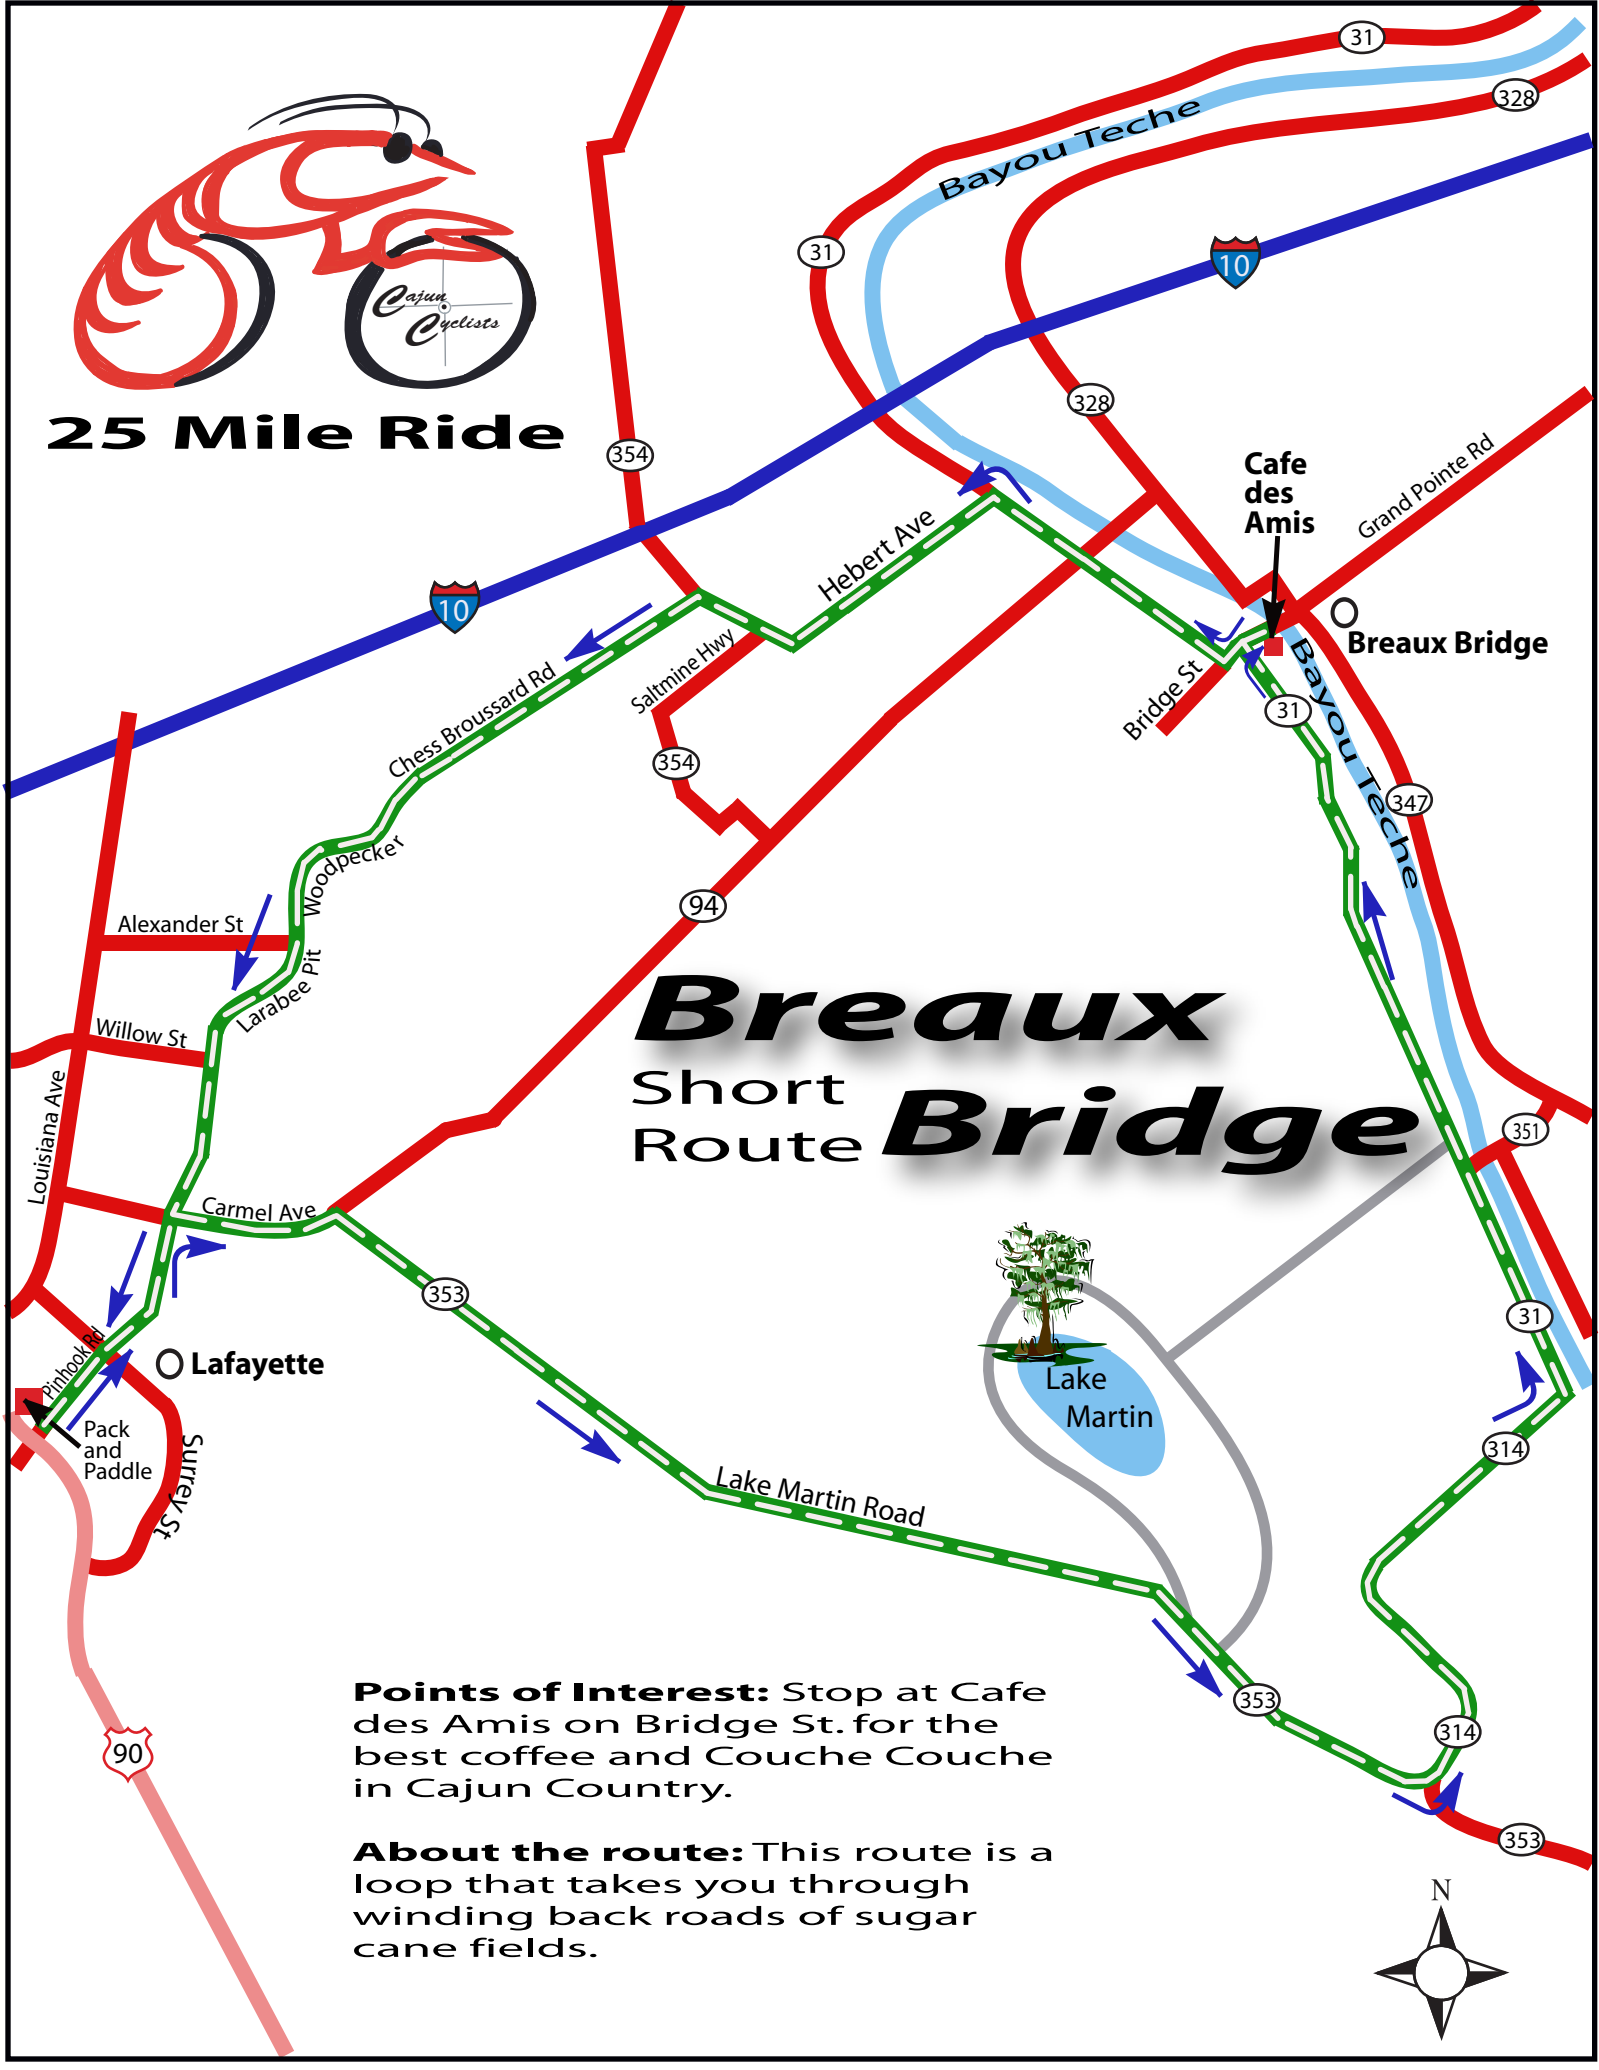 31
328
Bayou Teche
31
10
Cajun
Cyclists
25 Mile Ride
328
354
Cafe
des
Amis
Grand Pointe Rd
Hebert Ave
10
Breaux Bridge
Saltmine Hwy
Bridge St
31
Bayou Teche
Chess Broussard Rd
354
347
Woodpecker
94
Alexander St
Larabee Pit
Willow St
Breaux
Short
Route
Bridge
Louisiana Ave
351
Carmel Ave
353
31
Pinhook Rd
Lafayette
Lake
Martin
Pack
and
Paddle
Surrey St
314
Lake Martin Road
Points of Interest: Stop at Cafe
des Amis on Bridge St. for the
best coffee and Couche Couche
in Cajun Country.
353
314
90
About the route: This route is a
loop that takes you through
winding back roads of sugar
cane fields.
353
N